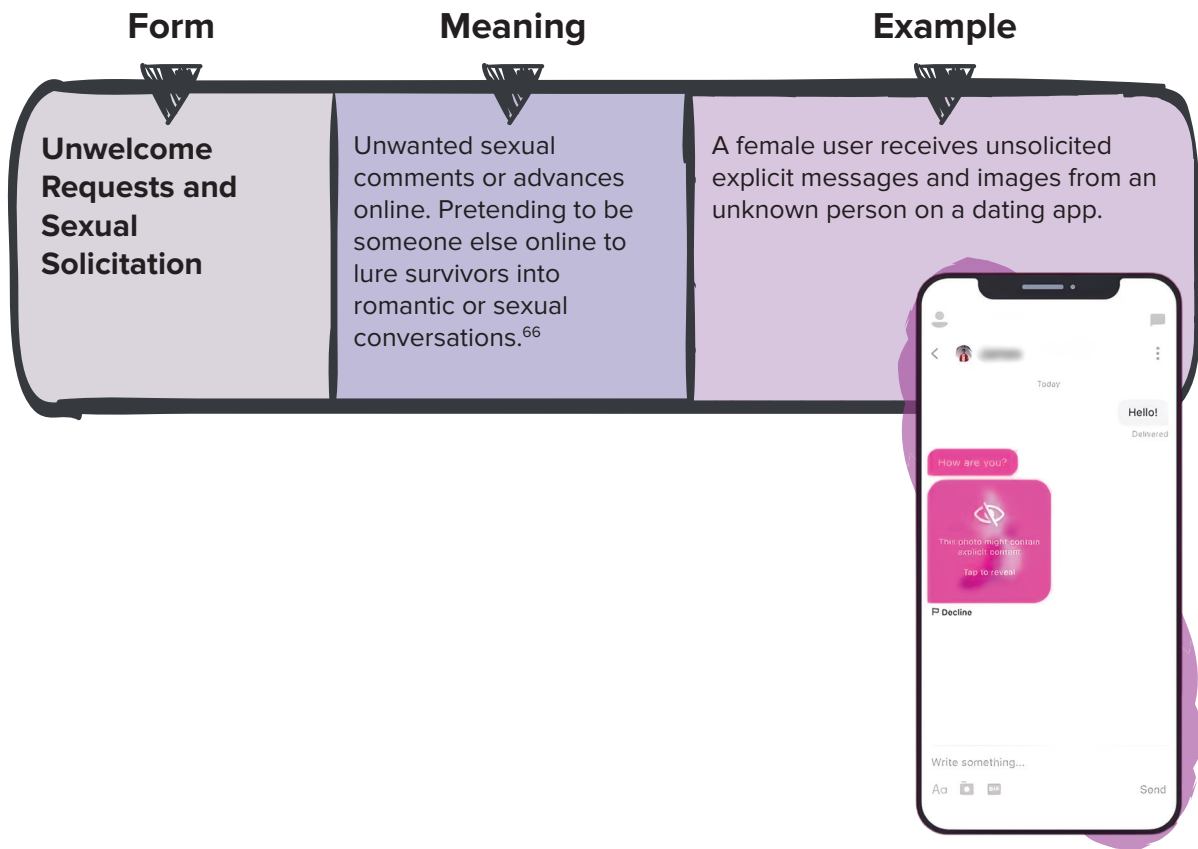 Form
Meaning
Example
Unwelcome
Requests and
Sexual
Solicitation
Unwanted sexual
comments or advances
online. Pretending to be
someone else online to
lure survivors into
romantic or sexual
conversations.66
A female user receives unsolicited
explicit messages and images from an
unknown person on a dating app.
Today
Hello!
Delivered
How are you?
This photo might contain
explicit content
Tap to reveal
Decline
Write something...
Aa GIF Send